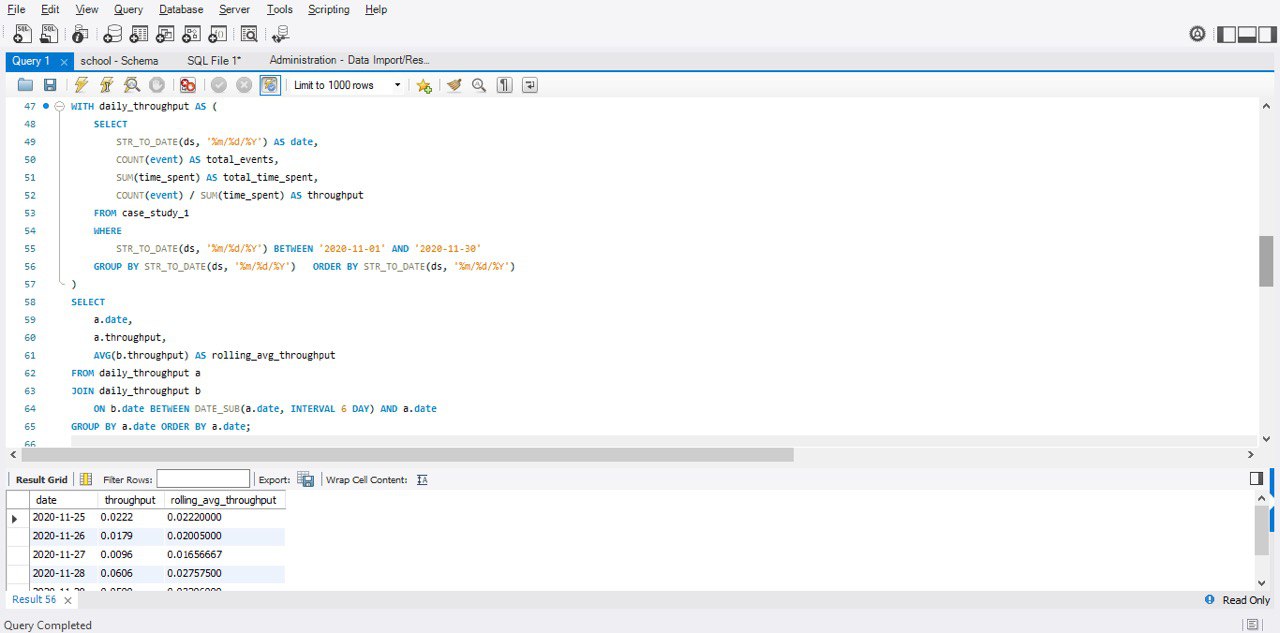 File Edit View Query Database Server Tools Scripting Help
Query 1 school - Schema SQL File 1* Administration - Data Import/Res...
Limit to 1000 rows
47 WITH daily_throughput AS (
48 SELECT
49 STR_TO_DATE(ds, '%m/%d/%Y') AS date,
50 COUNT(event) AS total_events,
51 SUM(time_spent) AS total_time_spent,
52 COUNT(event) / SUM(time_spent) AS throughput
53 FROM case_study_1
54 WHERE
55 STR_TO_DATE(ds, '%m/%d/%Y') BETWEEN '2020-11-01' AND '2020-11-30'
56 GROUP BY STR_TO_DATE(ds, '%m/%d/%Y') ORDER BY STR_TO_DATE(ds, '%m/%d/%Y')
57 )
58 SELECT
59 a.date,
60 a.throughput,
61 AVG(b.throughput) AS rolling_avg_throughput
62 FROM daily_throughput a
63 JOIN daily_throughput b
64 ON b.date BETWEEN DATE_SUB(a.date, INTERVAL 6 DAY) AND a.date
65 GROUP BY a.date ORDER BY a.date;
66
Result Grid Filter Rows: Export: Wrap Cell Content:
date throughput rolling_avg_throughput
2020-11-25 0.0222 0.02220000
2020-11-26 0.0179 0.02005000
2020-11-27 0.0096 0.01656667
2020-11-28 0.0606 0.02757500
Result 56 Read Only
Query Completed